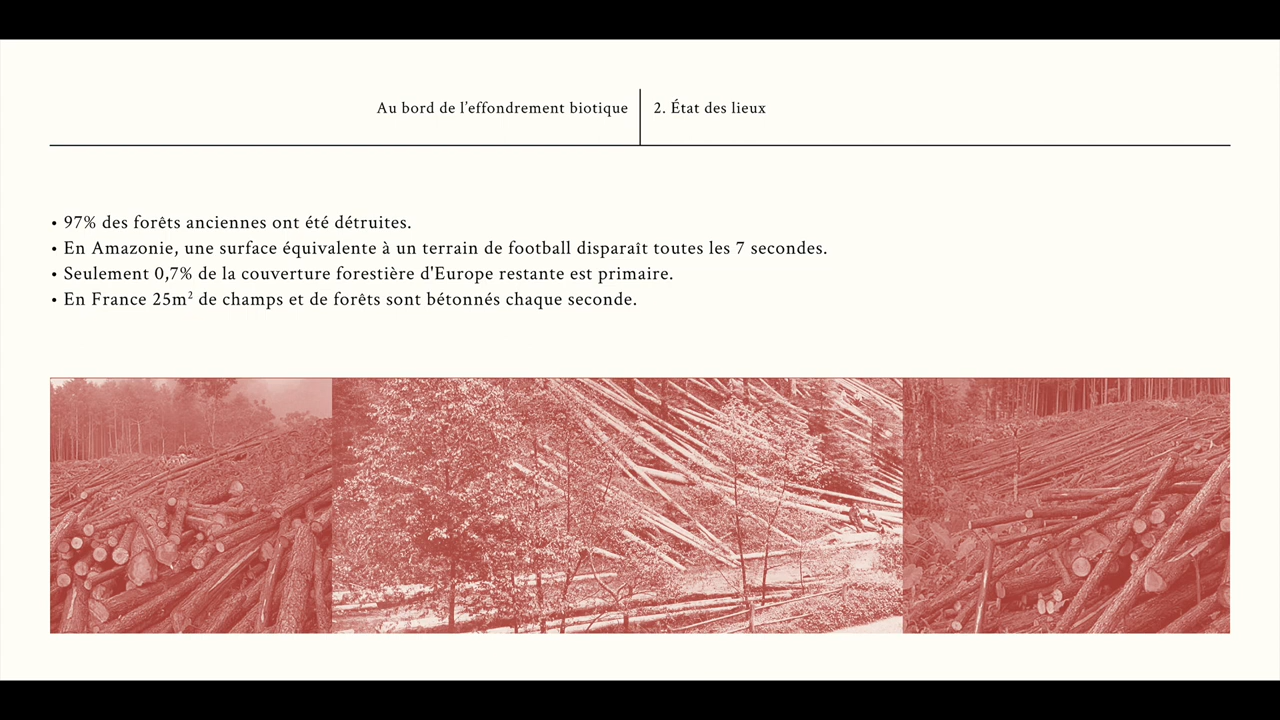 Au bord de l’effondrement biotique
2. État des lieux
• 97% des forêts anciennes ont été détruites.
• En Amazonie, une surface équivalente à un terrain de football disparaît toutes les 7 secondes.
• Seulement 0,7% de la couverture forestière d'Europe restante est primaire.
• En France 25m² de champs et de forêts sont bétonnés chaque seconde.